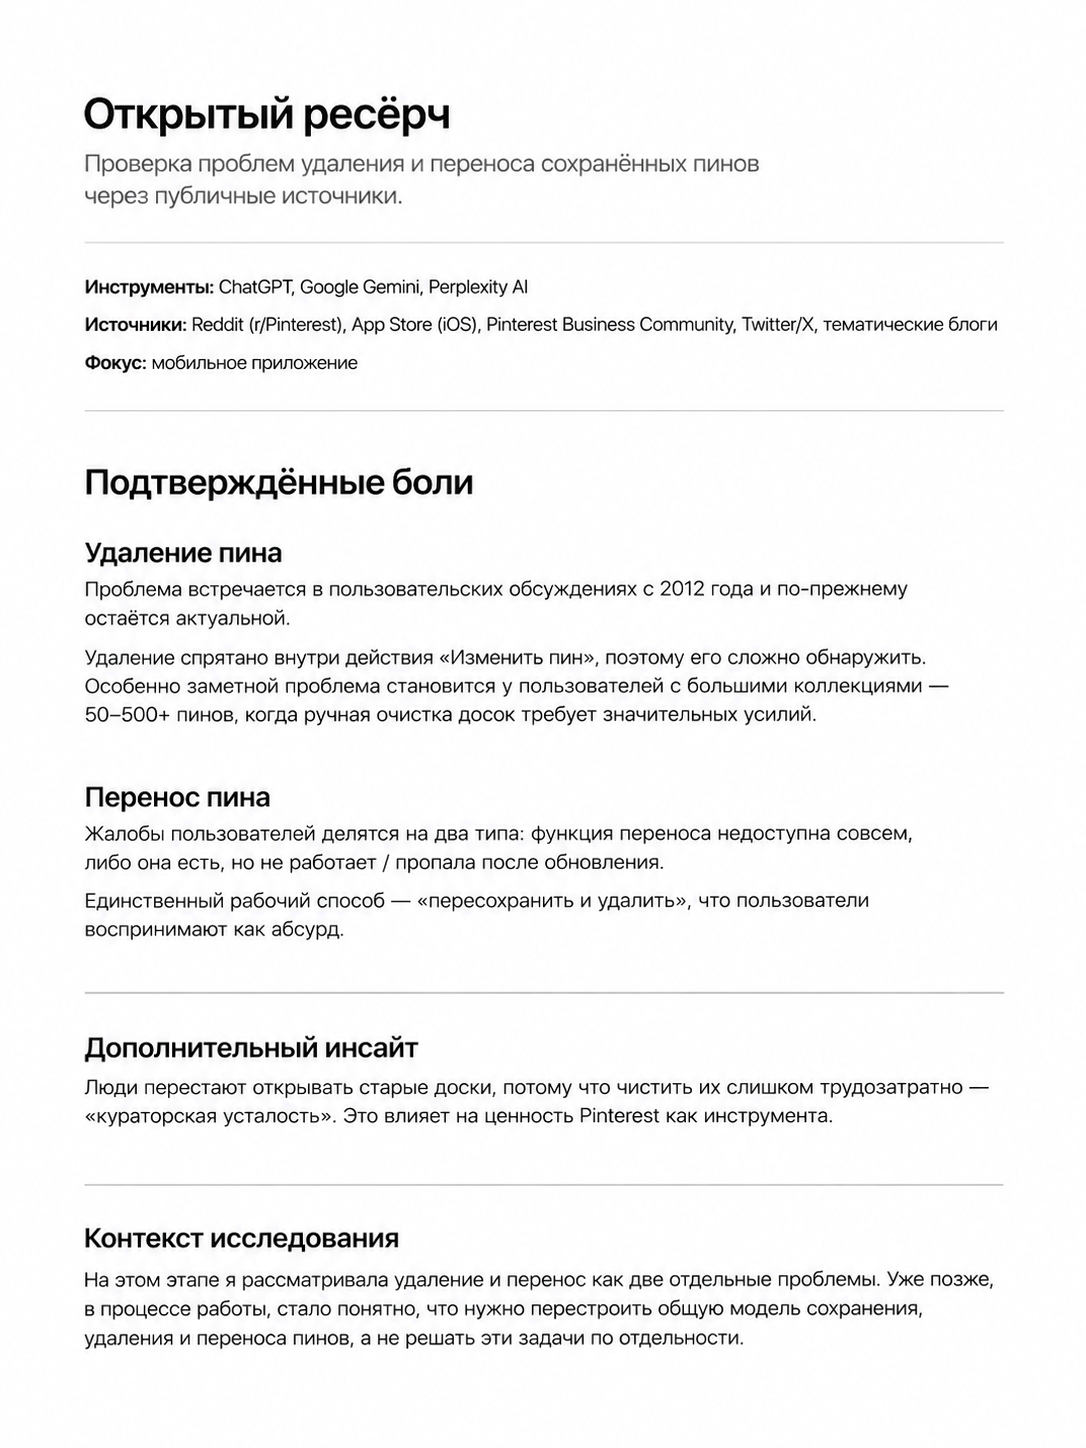 Открытый ресёрч
Проверка проблем удаления и переноса сохранённых пинов
через публичные источники.
Инструменты: ChatGPT, Google Gemini, Perplexity AI
Источники: Reddit (r/Pinterest), App Store (iOS), Pinterest Business Community, Twitter/X, тематические блоги
Фокус: мобильное приложение
Подтверждённые боли
Удаление пина
Проблема встречается в пользовательских обсуждениях с 2012 года и по-прежнему
остаётся актуальной.
Удаление спрятано внутри действия «Изменить пин», поэтому его сложно обнаружить.
Особенно заметной проблема становится у пользователей с большими коллекциями —
50–500+ пинов, когда ручная очистка досок требует значительных усилий.
Перенос пина
Жалобы пользователей делятся на два типа: функция переноса недоступна совсем,
либо она есть, но не работает / пропала после обновления.
Единственный рабочий способ — «пересохранить и удалить», что пользователи
воспринимают как абсурд.
Дополнительный инсайт
Люди перестают открывать старые доски, потому что чистить их слишком трудозатратно —
«кураторская усталость». Это влияет на ценность Pinterest как инструмента.
Контекст исследования
На этом этапе я рассматривала удаление и перенос как две отдельные проблемы. Уже позже,
в процессе работы, стало понятно, что нужно перестроить общую модель сохранения,
удаления и переноса пинов, а не решать эти задачи по отдельности.